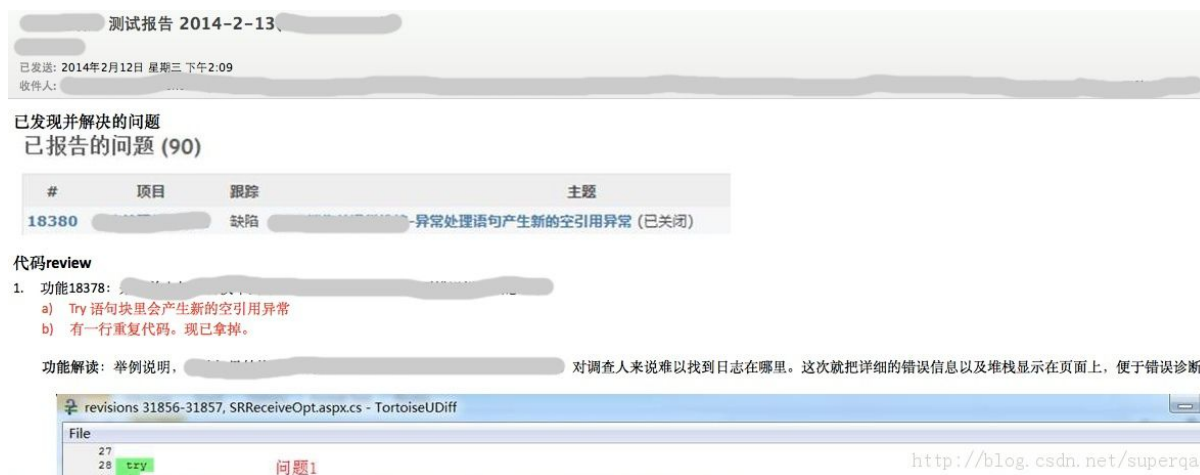 测试报告 2014-2-13
已发送: 2014年2月12日 星期三 下午2:09
收件人:
已发现并解决的问题
已报告的问题 (90)
# 项目 跟踪 主题
18380 缺陷 -异常处理语句产生新的空引用异常 (已关闭)
代码review
1. 功能18378：
a) Try 语句块里会产生新的空引用异常
b) 有一行重复代码。现已拿掉。
功能解读：举例说明， 对调查人来说难以找到日志在哪里。这次就把详细的错误信息以及堆栈显示在页面上，便于错误诊断
revisions 31856-31857, SRReceiveOpt.aspx.cs - TortoiseUDiff
File
27
28 try 问题1
http://blog.csdn.net/superqa